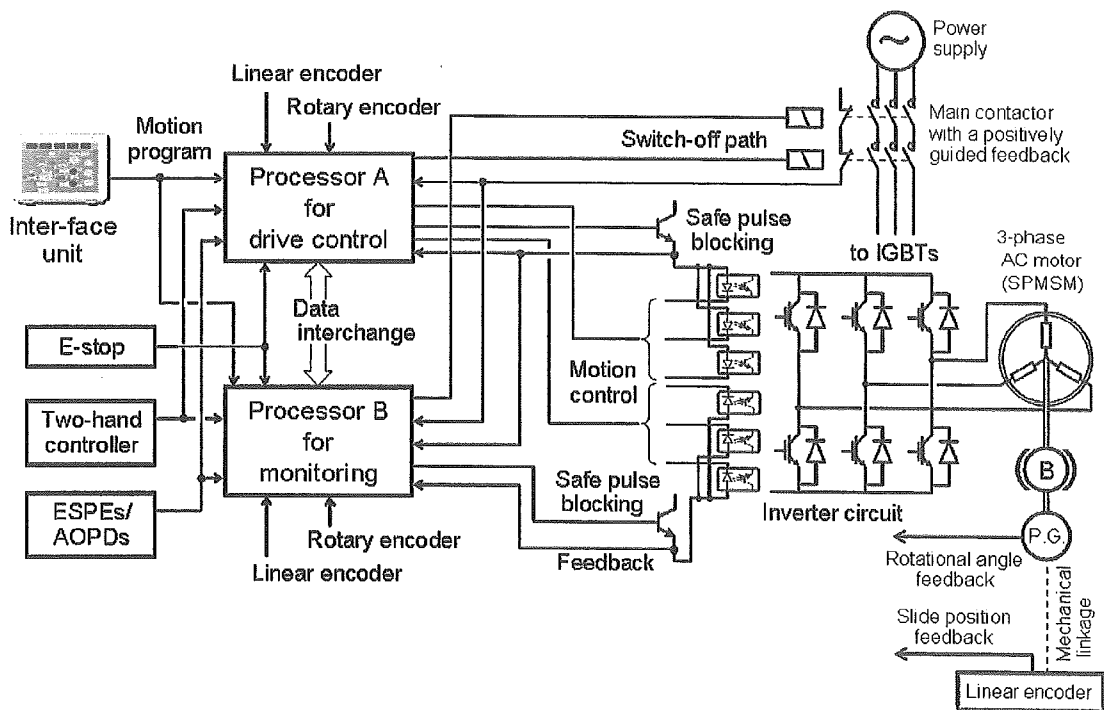 Power
supply
Linear encoder
Rotary encoder
Motion
program
Main contactor
with a positively
guided feedback
Switch-off path
Processor A
for
drive control
Inter-face
unit
Safe pulse
blocking
to IGBTs
3-phase
AC motor
(SPMSM)
Data
interchange
E-stop
Motion
control
Two-hand
controller
Processor B
for
monitoring
B
ESPEs/
AOPDs
Safe pulse
blocking
Inverter circuit
P.G.
Rotary encoder
Linear encoder
Feedback
Rotational angle
feedback
Mechanical
linkage
Slide position
feedback
Linear encoder